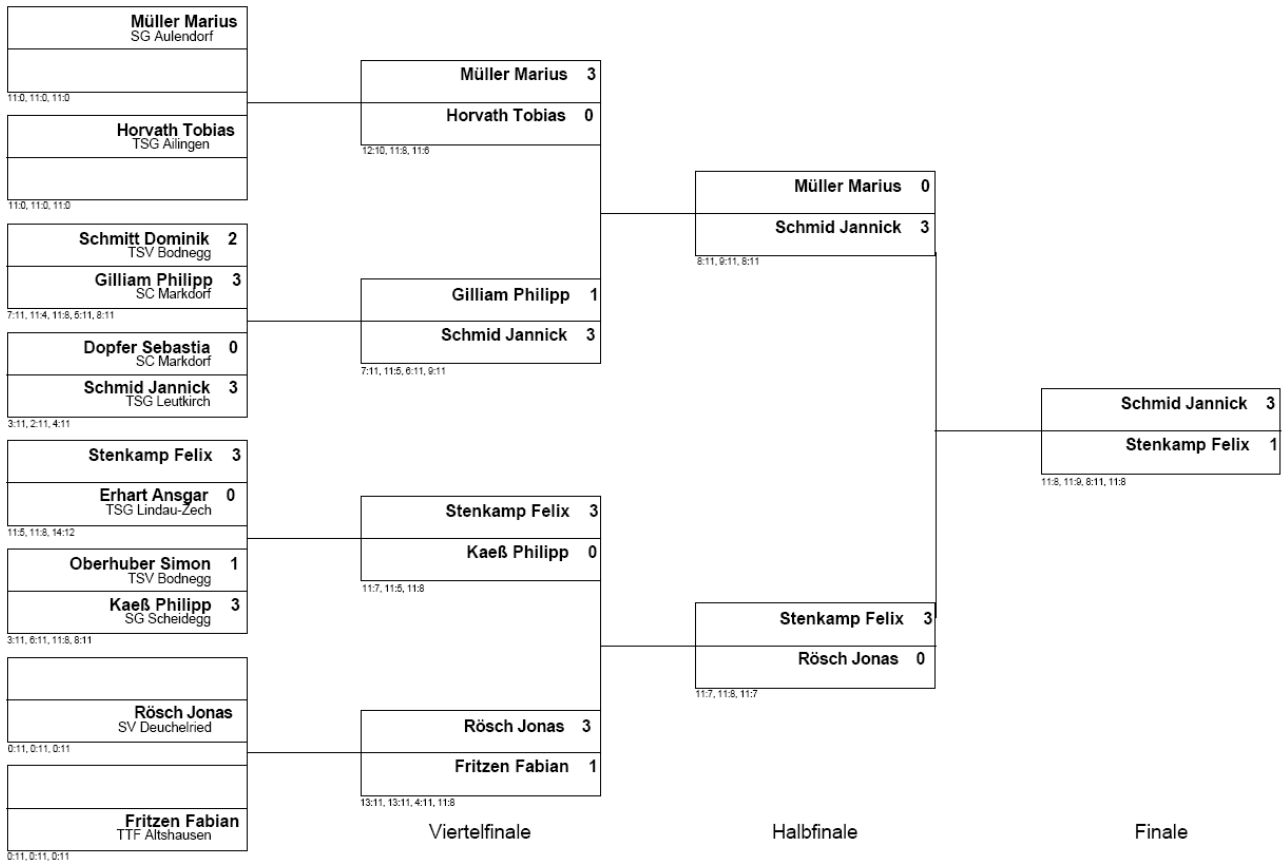 Müller Marius
SG Aulendorf
11:0, 11:0, 11:0
Horvath Tobias
TSG Ailingen
11:0, 11:0, 11:0
Schmitt Dominik 2
TSV Bodnegg
Gilliam Philipp 3
SC Markdorf
7:11, 11:4, 11:8, 5:11, 8:11
Dopfer Sebastia 0
SC Markdorf
Schmid Jannick 3
TSG Leutkirch
3:11, 2:11, 4:11
Stenkamp Felix 3
Erhart Ansgar 0
TSG Lindau-Zech
11:5, 11:8, 14:12
Oberhuber Simon 1
TSV Bodnegg
Kaeß Philipp 3
SG Scheidegg
3:11, 6:11, 11:8, 8:11
Rösch Jonas
SV Deuchelried
0:11, 0:11, 0:11
Fritzen Fabian
TTF Altshausen
0:11, 0:11, 0:11
Müller Marius 3
Horvath Tobias 0
12:10, 11:8, 11:6
Gilliam Philipp 1
Schmid Jannick 3
7:11, 11:5, 6:11, 9:11
Stenkamp Felix 3
Kaeß Philipp 0
11:7, 11:5, 11:8
Rösch Jonas 3
Fritzen Fabian 1
13:11, 13:11, 4:11, 11:8
Viertelfinale
Müller Marius 0
Schmid Jannick 3
8:11, 9:11, 8:11
Stenkamp Felix 3
Rösch Jonas 0
11:7, 11:8, 11:7
Halbfinale
Schmid Jannick 3
Stenkamp Felix 1
11:8, 11:9, 8:11, 11:8
Finale